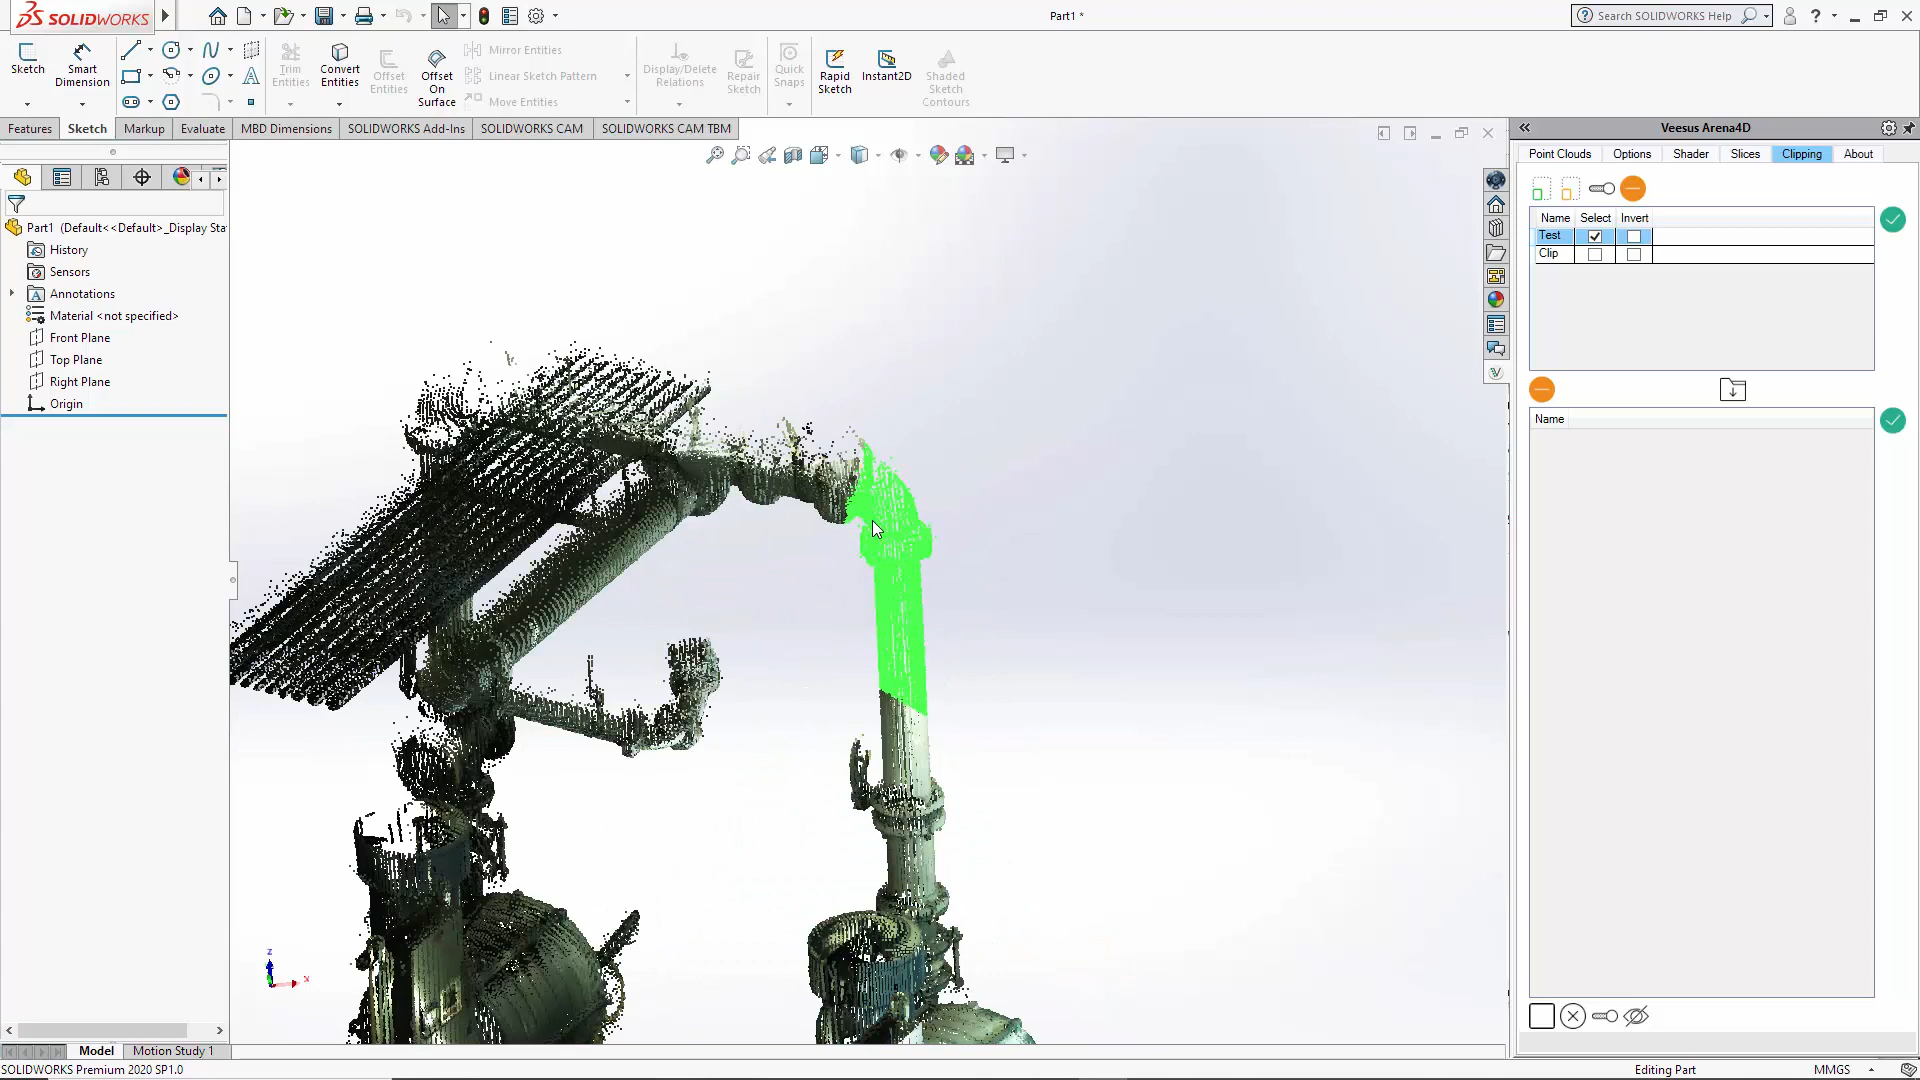 SOLIDWORKS
Part1 *
Search SOLIDWORKS Help
Sketch
Smart
Dimension
Trim
Entities
Convert
Entities
Offset
Entities
Offset
On
Surface
Mirror Entities
Linear Sketch Pattern
Move Entities
Display/Delete
Relations
Repair
Sketch
Quick
Snaps
Rapid
Sketch
Instant2D
Shaded
Sketch
Contours
Features
Sketch
Markup
Evaluate
MBD Dimensions
SOLIDWORKS Add-Ins
SOLIDWORKS CAM
SOLIDWORKS CAM TBM
Veesus Arena4D
Point Clouds
Options
Shader
Slices
Clipping
About
Part1 (Default<<Default>_Display Sta
History
Sensors
Annotations
Material <not specified>
Front Plane
Top Plane
Right Plane
Origin
Name Select Invert
Test
Clip
Name
Z
X
Model
Motion Study 1
SOLIDWORKS Premium 2020 SP1.0
Editing Part
MMGS